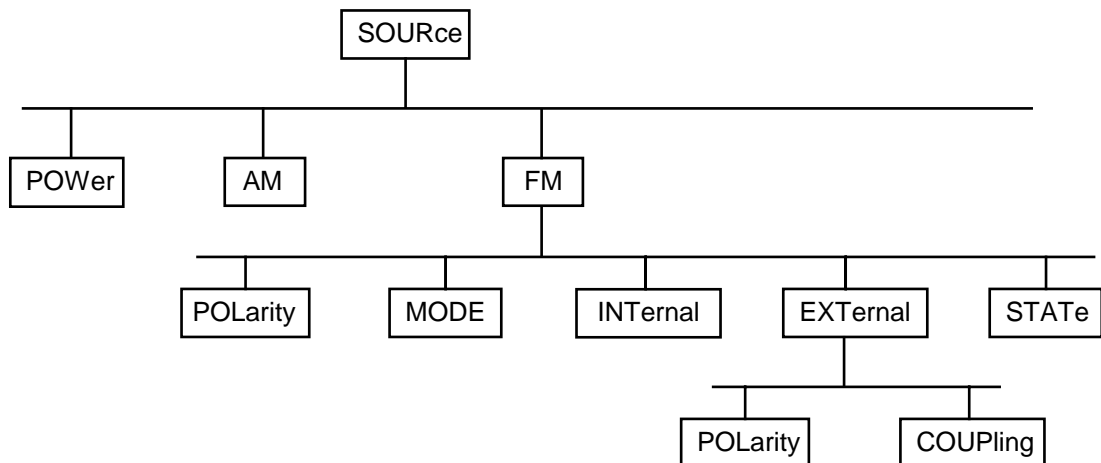 SOURce
POWer
AM
FM
POLarity
MODE
INTernal
EXTernal
STATe
POLarity
COUPling